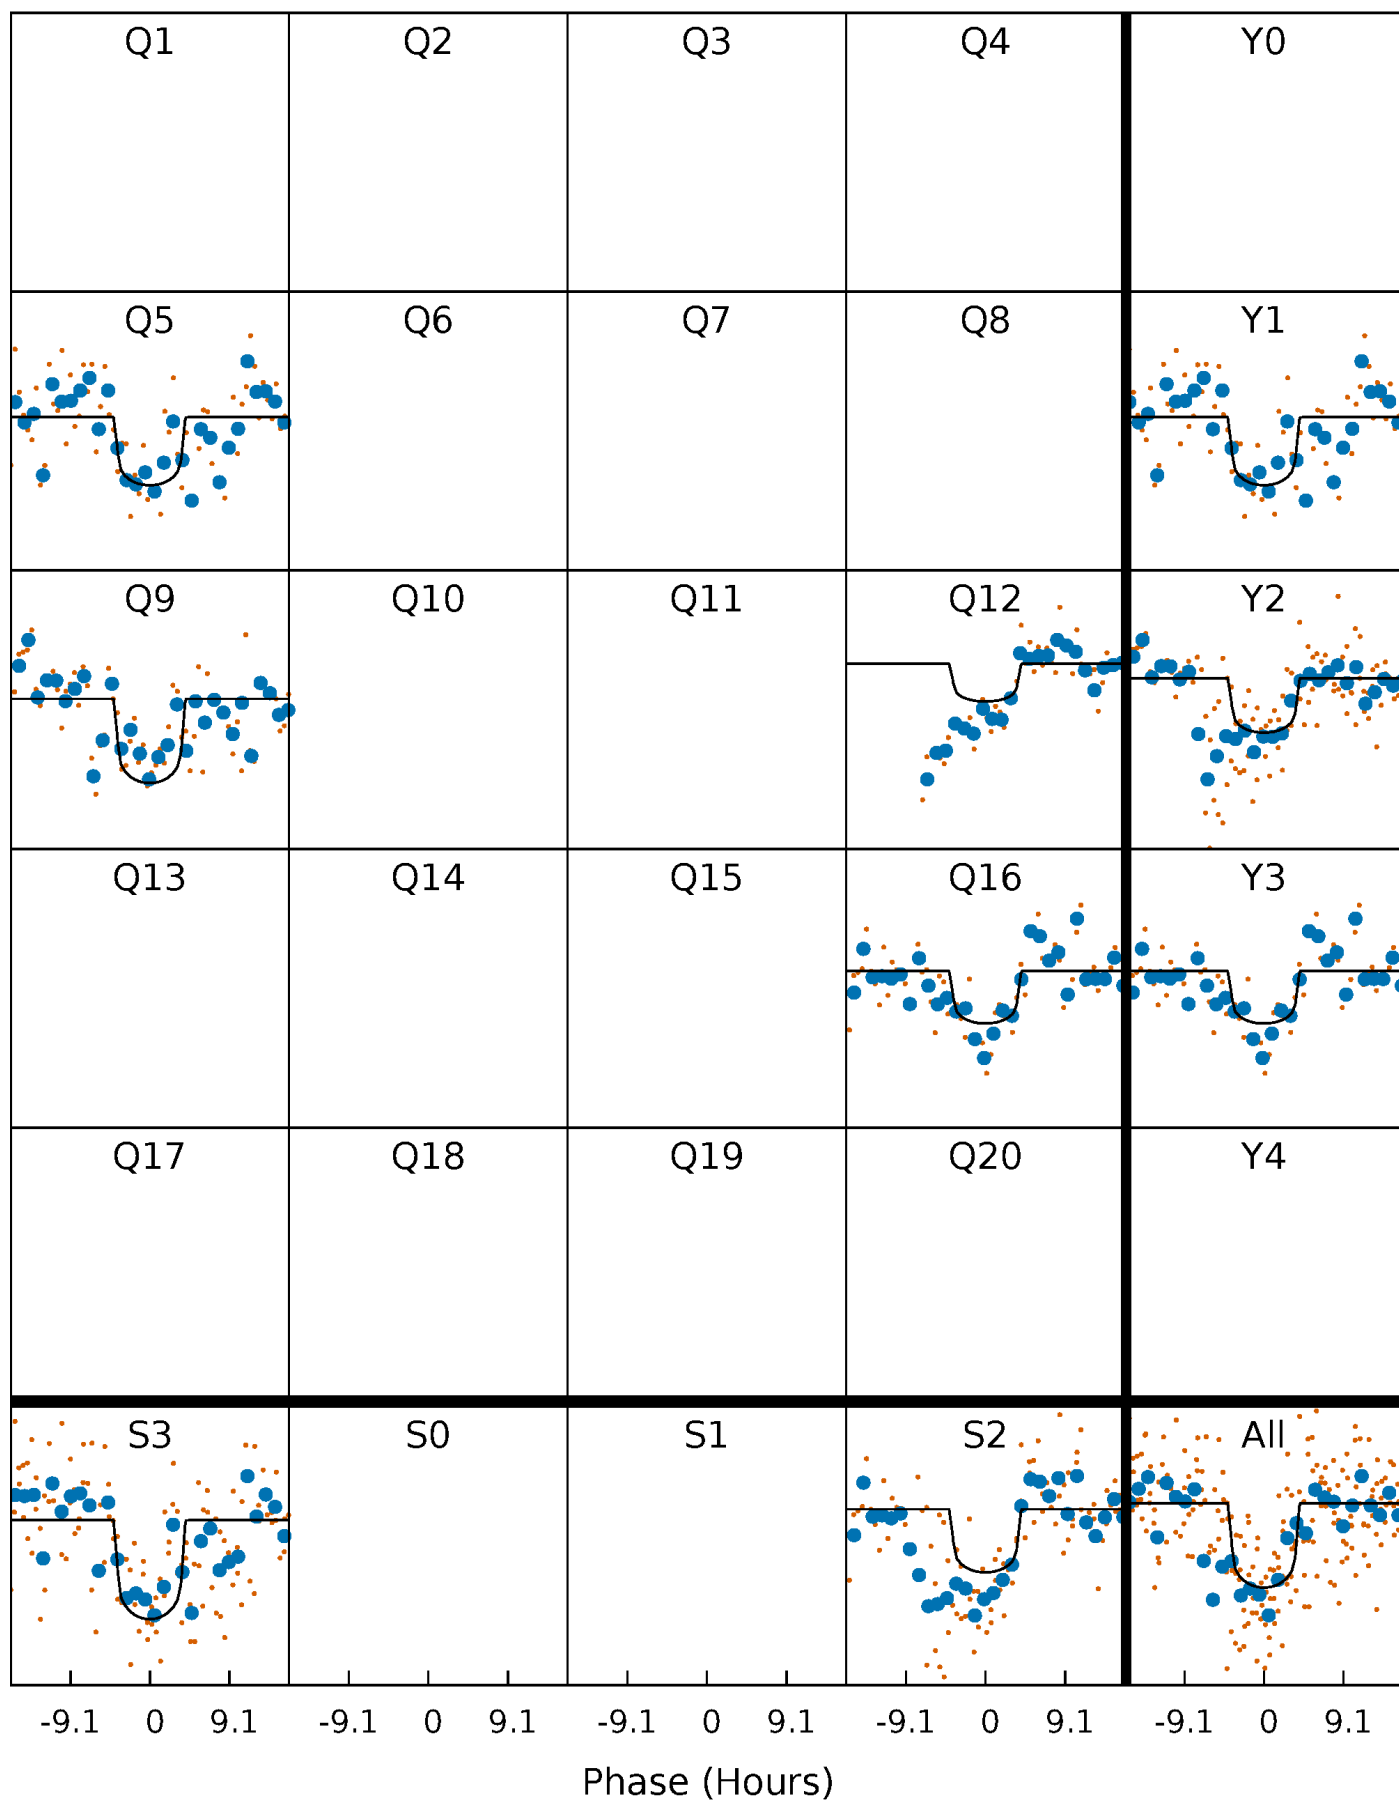 Q1 Q2 Q3 Q4 Y0
Q5 Q6 Q7 Q8 Y1
Q9 Q10 Q11 Q12 Y2
Q13 Q14 Q15 Q16 Y3
Q17 Q18 Q19 Q20 Y4
S3 S0 S1 S2 All
-9.1 0 9.1 -9.1 0 9.1 -9.1 0 9.1 -9.1 0 9.1 -9.1 0 9.1
Phase (Hours)